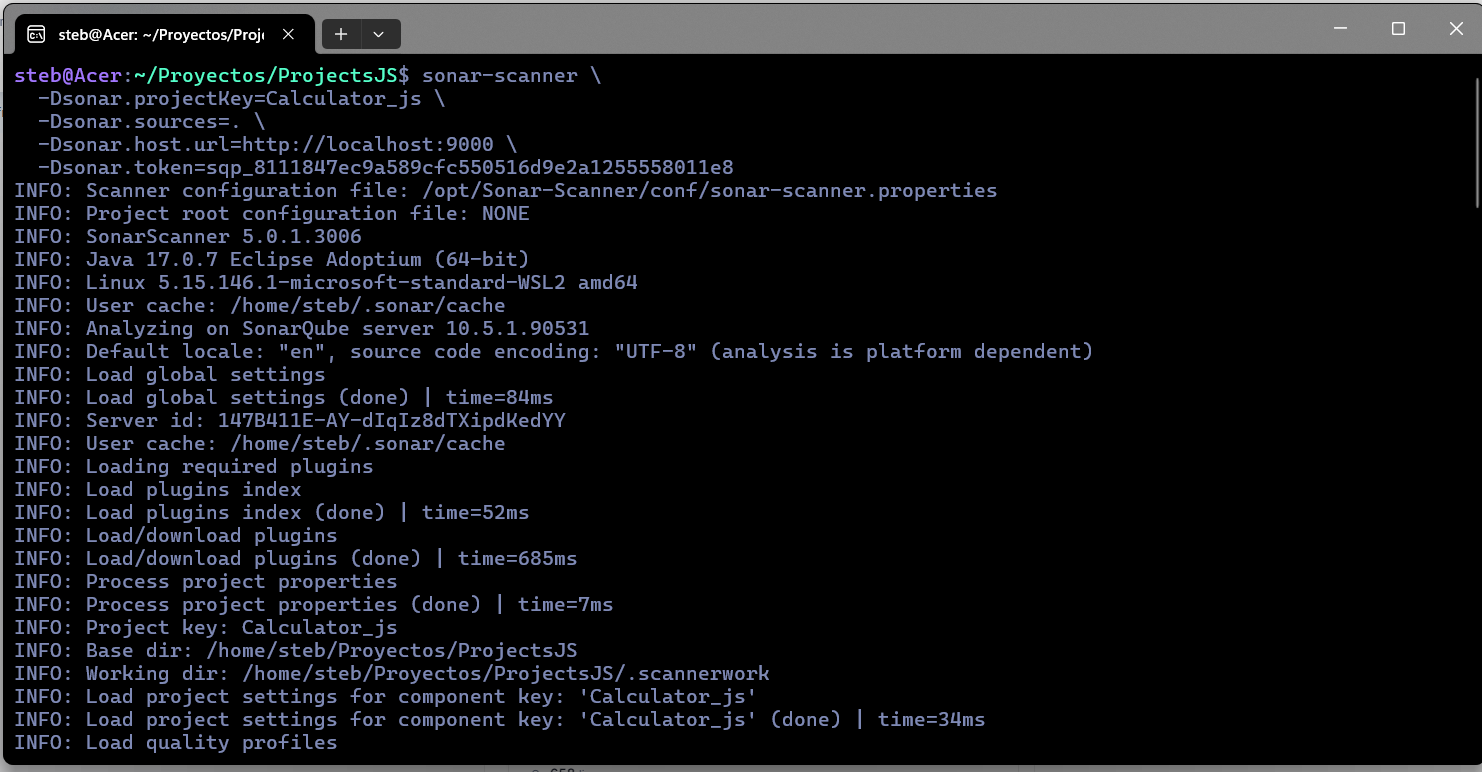 steb@Acer: ~/Proyectos/Proj
steb@Acer:~/Proyectos/ProjectsJS$ sonar-scanner \
-Dsonar.projectKey=Calculator_js \
-Dsonar.sources=. \
-Dsonar.host.url=http://localhost:9000 \
-Dsonar.token=sqp_8111847ec9a589cfc550516d9e2a1255558011e8
INFO: Scanner configuration file: /opt/Sonar-Scanner/conf/sonar-scanner.properties
INFO: Project root configuration file: NONE
INFO: SonarScanner 5.0.1.3006
INFO: Java 17.0.7 Eclipse Adoptium (64-bit)
INFO: Linux 5.15.146.1-microsoft-standard-WSL2 amd64
INFO: User cache: /home/steb/.sonar/cache
INFO: Analyzing on SonarQube server 10.5.1.90531
INFO: Default locale: "en", source code encoding: "UTF-8" (analysis is platform dependent)
INFO: Load global settings
INFO: Load global settings (done) | time=84ms
INFO: Server id: 147B411E-AY-dIqIz8dTXipdKedYY
INFO: User cache: /home/steb/.sonar/cache
INFO: Loading required plugins
INFO: Load plugins index
INFO: Load plugins index (done) | time=52ms
INFO: Load/download plugins
INFO: Load/download plugins (done) | time=685ms
INFO: Process project properties
INFO: Process project properties (done) | time=7ms
INFO: Project key: Calculator_js
INFO: Base dir: /home/steb/Proyectos/ProjectsJS
INFO: Working dir: /home/steb/Proyectos/ProjectsJS/.scannerwork
INFO: Load project settings for component key: 'Calculator_js'
INFO: Load project settings for component key: 'Calculator_js' (done) | time=34ms
INFO: Load quality profiles